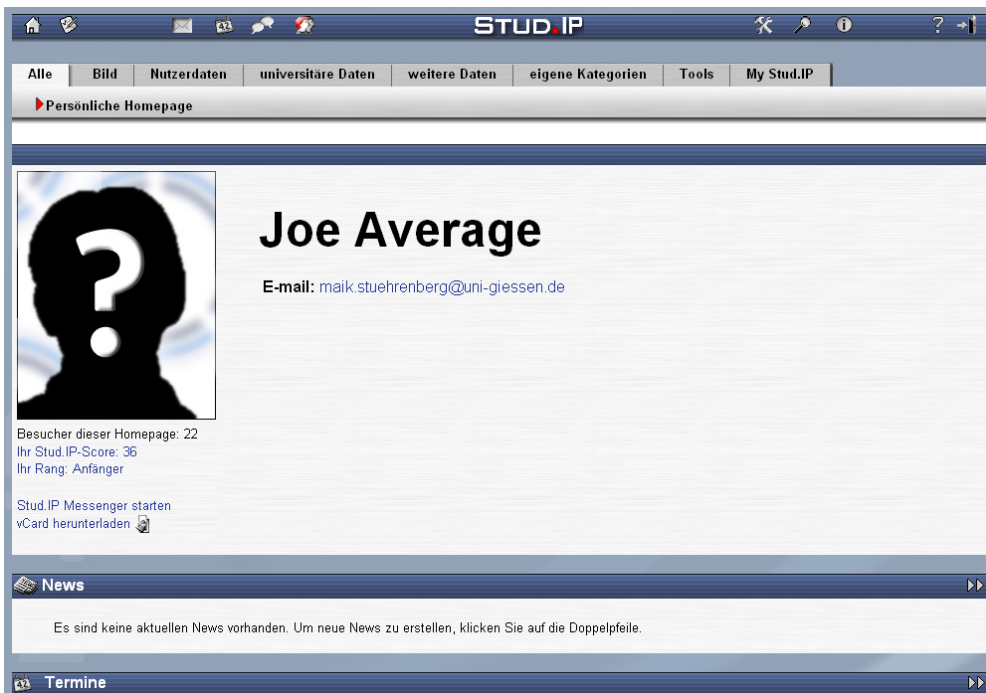 42
STUD.IP
?
Alle Bild Nutzerdaten universitäre Daten weitere Daten eigene Kategorien Tools My Stud.IP
Persönliche Homepage
?
Joe Average
E-mail: maik.stuehrenberg@uni-giessen.de
Besucher dieser Homepage: 22
Ihr Stud.IP-Score: 36
Ihr Rang: Anfänger
Stud.IP Messenger starten
vCard herunterladen
News
Es sind keine aktuellen News vorhanden. Um neue News zu erstellen, klicken Sie auf die Doppelpfeile.
42 Termine